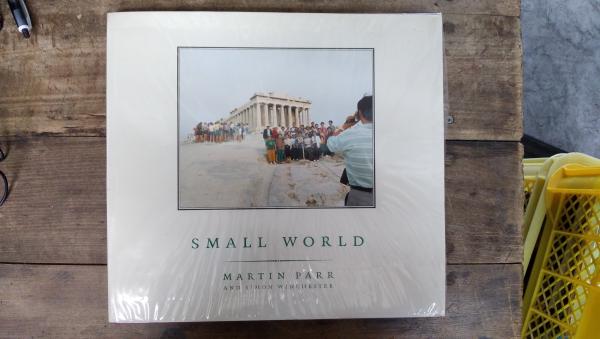 SMALL WORLD
MARTIN PARR
AND SIMON WINCHESTER